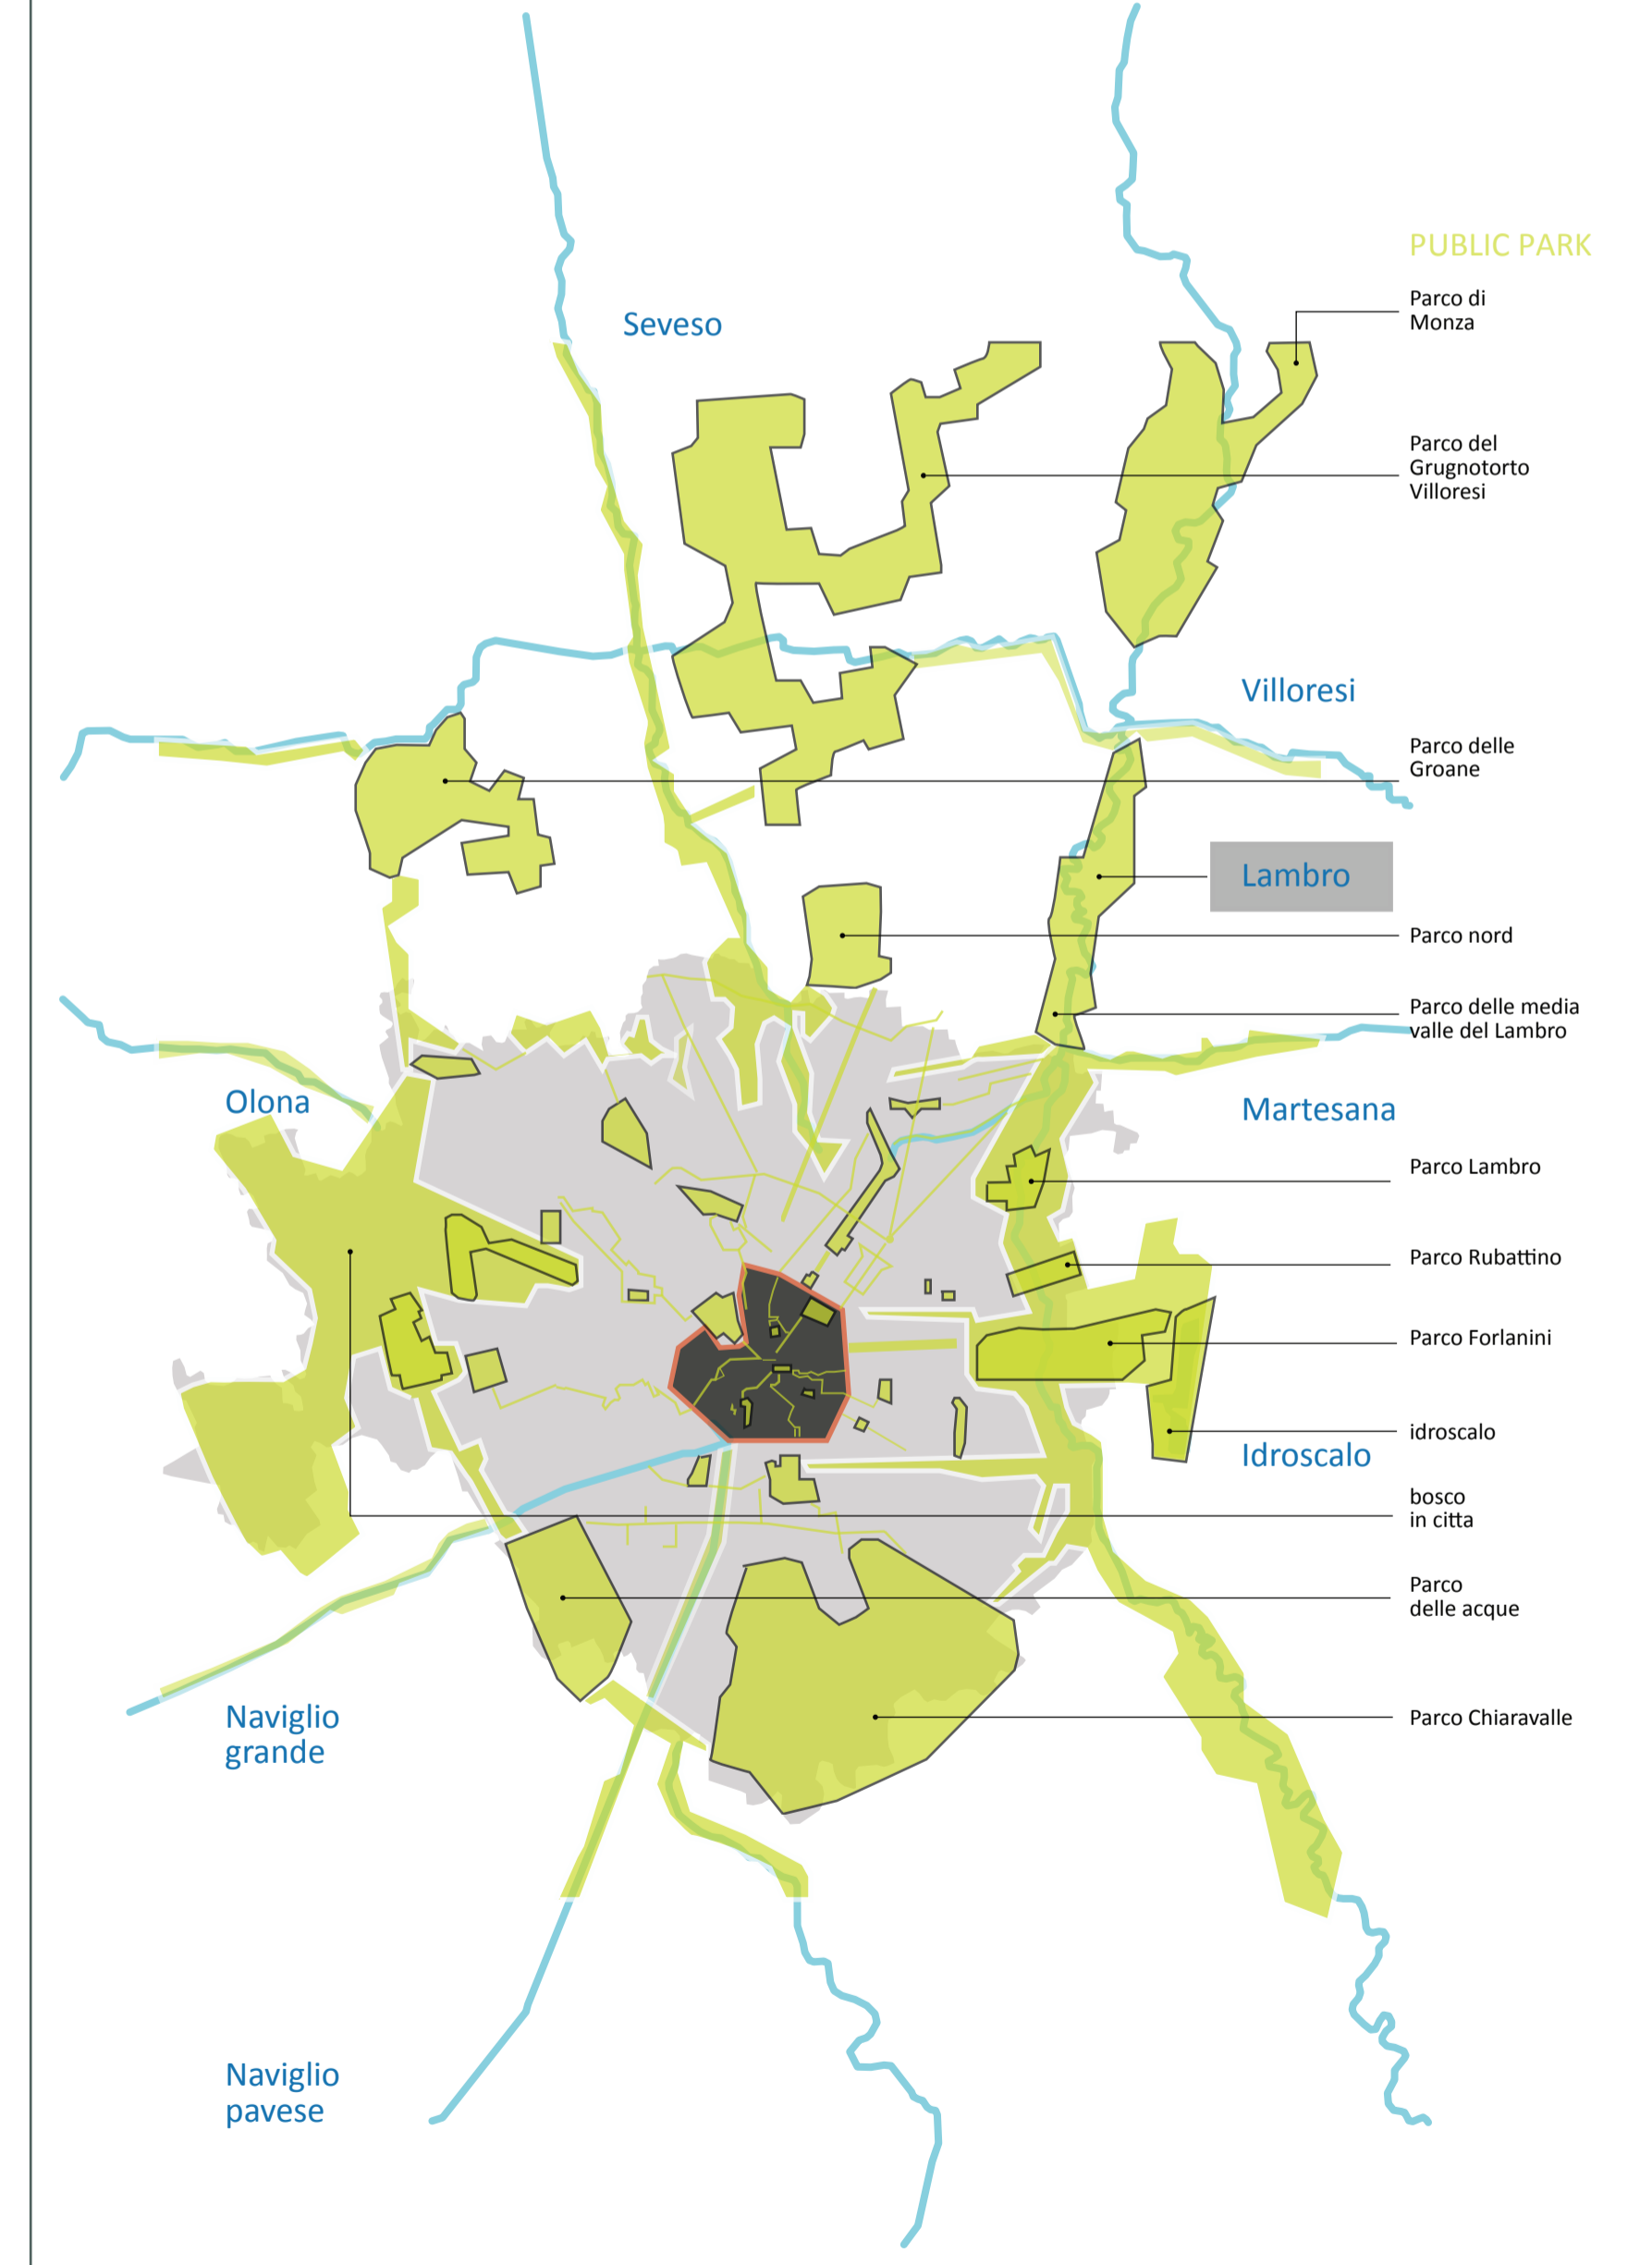 PUBLIC PARK
Parco di
Monza
Seveso
Parco del
Grugnotorto
Villoresi
Villoresi
Parco delle
Groane
Lambro
Parco nord
Parco delle media
valle del Lambro
Olona
Martesana
Parco Lambro
Parco Rubattino
Parco Forlanini
idroscalo
Idroscalo
bosco
in citta
Parco
delle acque
Naviglio
grande
Parco Chiaravalle
Naviglio
pavese